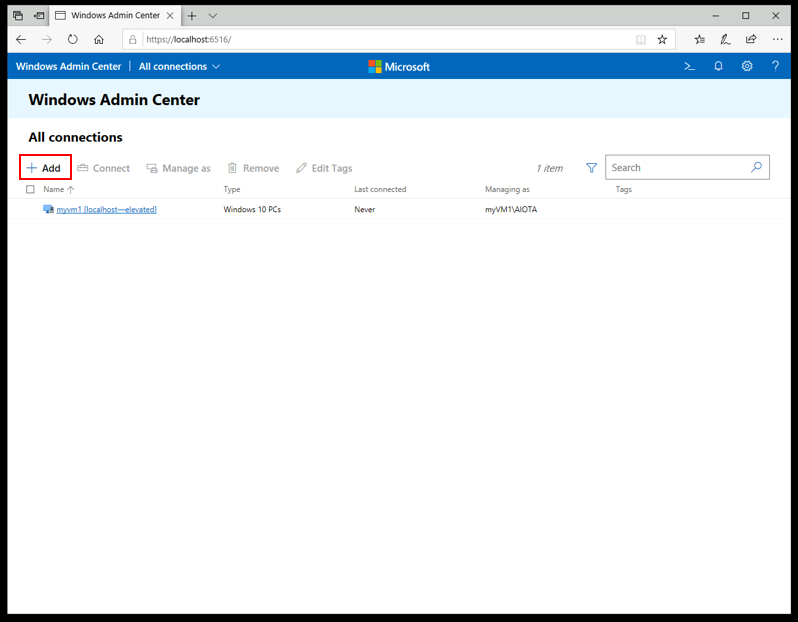 Windows Admin Center
https://localhost:6516/
Windows Admin Center | All connections Microsoft >_ ?
Windows Admin Center
All connections
Add Connect Manage as Remove Edit Tags 1 item Search
Name Type Last connected Managing as Tags
myvm1 [localhost—elevated] Windows 10 PCs Never myVM1\AIOTA